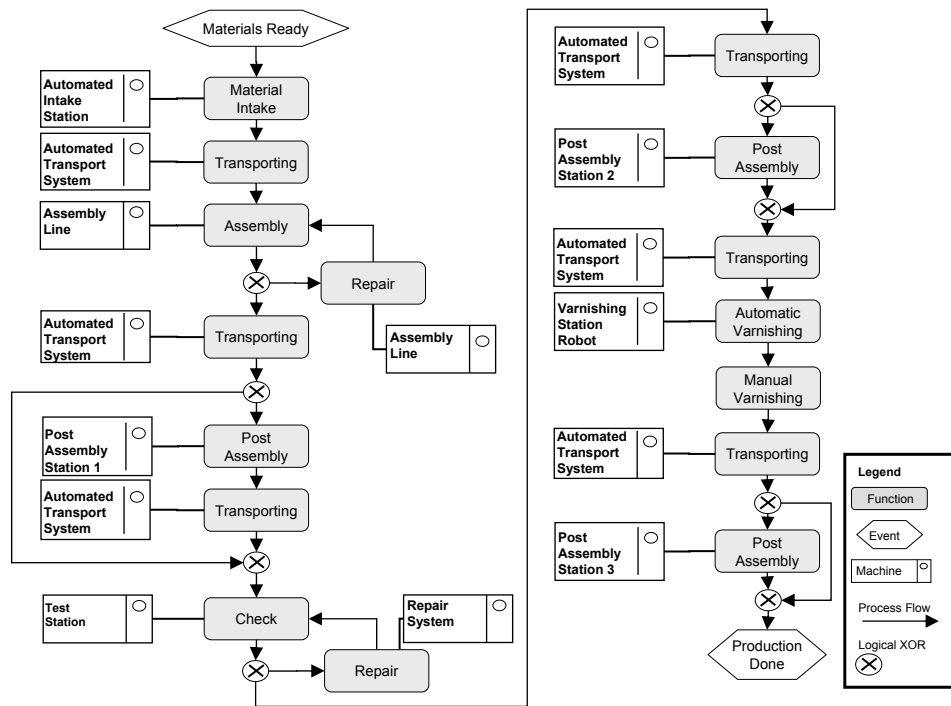 Materials Ready
Automated
Intake
Station
Material
Intake
Automated
Transport
System
Transporting
Assembly
Line
Assembly
Repair
Assembly
Line
Automated
Transport
System
Transporting
Post
Assembly
Station 1
Post
Assembly
Automated
Transport
System
Transporting
Test
Station
Check
Repair
System
Repair
Automated
Transport
System
Transporting
Post
Assembly
Station 2
Post
Assembly
Automated
Transport
System
Transporting
Varnishing
Station
Robot
Automatic
Varnishing
Manual
Varnishing
Automated
Transport
System
Transporting
Post
Assembly
Station 3
Post
Assembly
Production
Done
Legend
Function
Event
Machine
Process Flow
Logical XOR